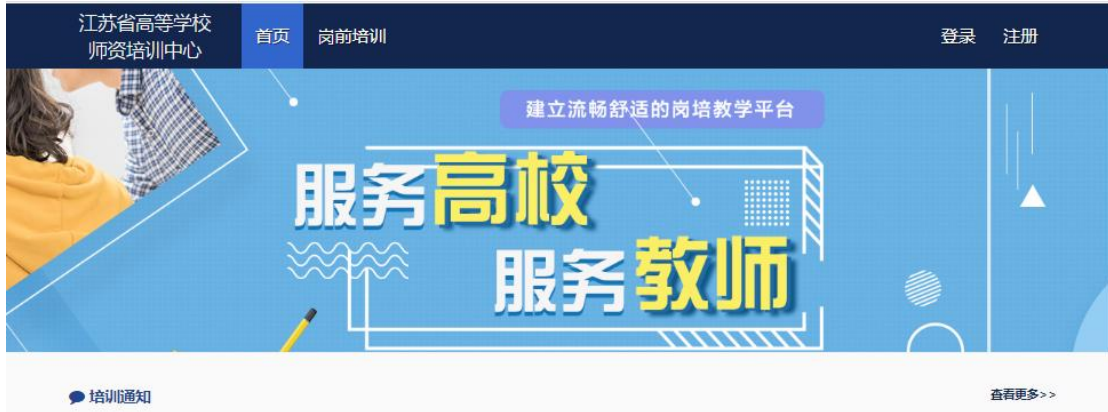 江苏省高等学校
师资培训中心
首页
岗前培训
登录
注册
建立流畅舒适的岗培教学平台
服务高校
服务教师
培训通知
查看更多>>